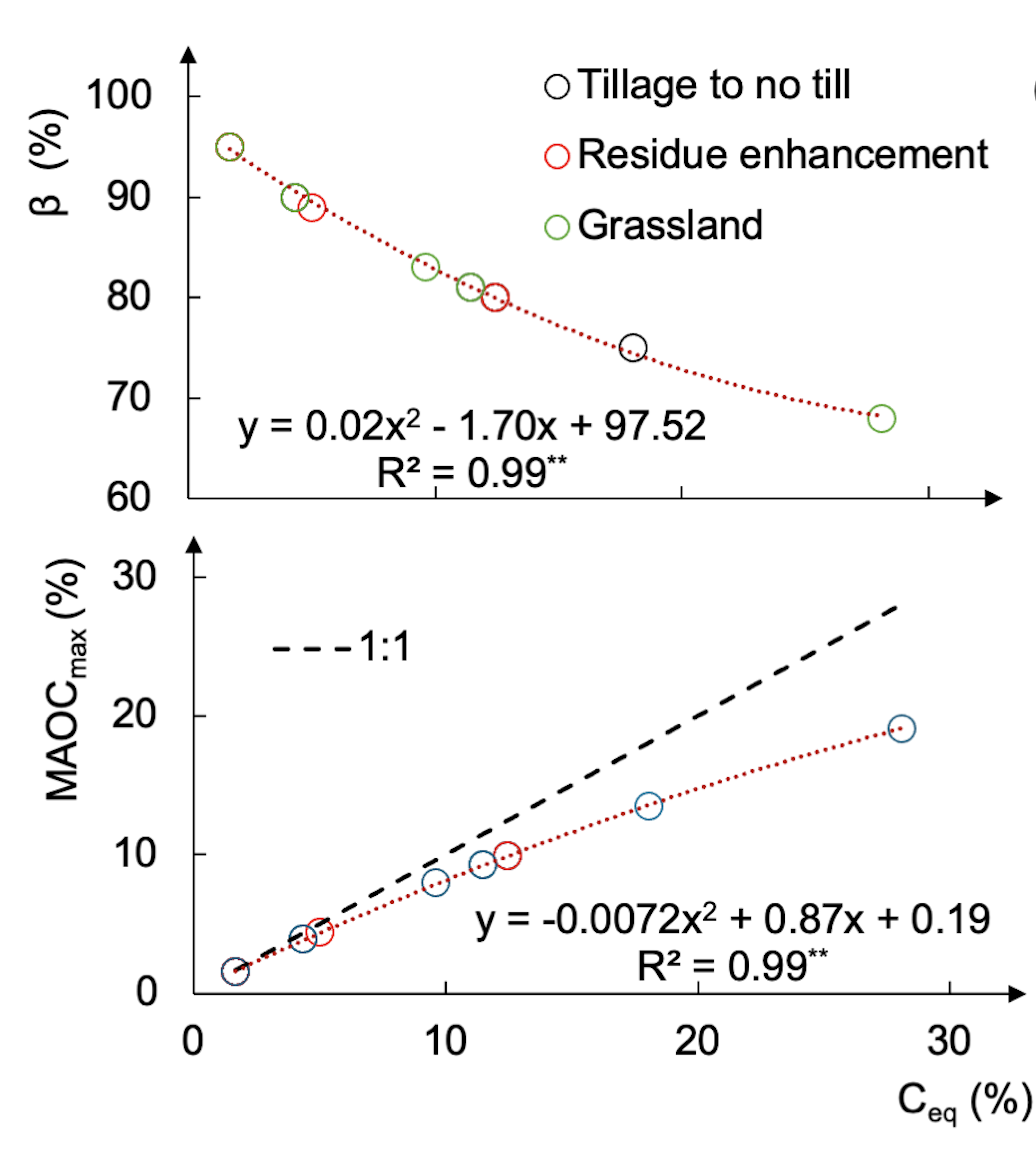 β (%)
100
90
80
70
60
Tillage to no till
Residue enhancement
Grassland
y = 0.02x² - 1.70x + 97.52
R² = 0.99**
MAOCmax (%)
30
20
10
0
1:1
y = -0.0072x² + 0.87x + 0.19
R² = 0.99**
0 10 20 30
Ceq (%)